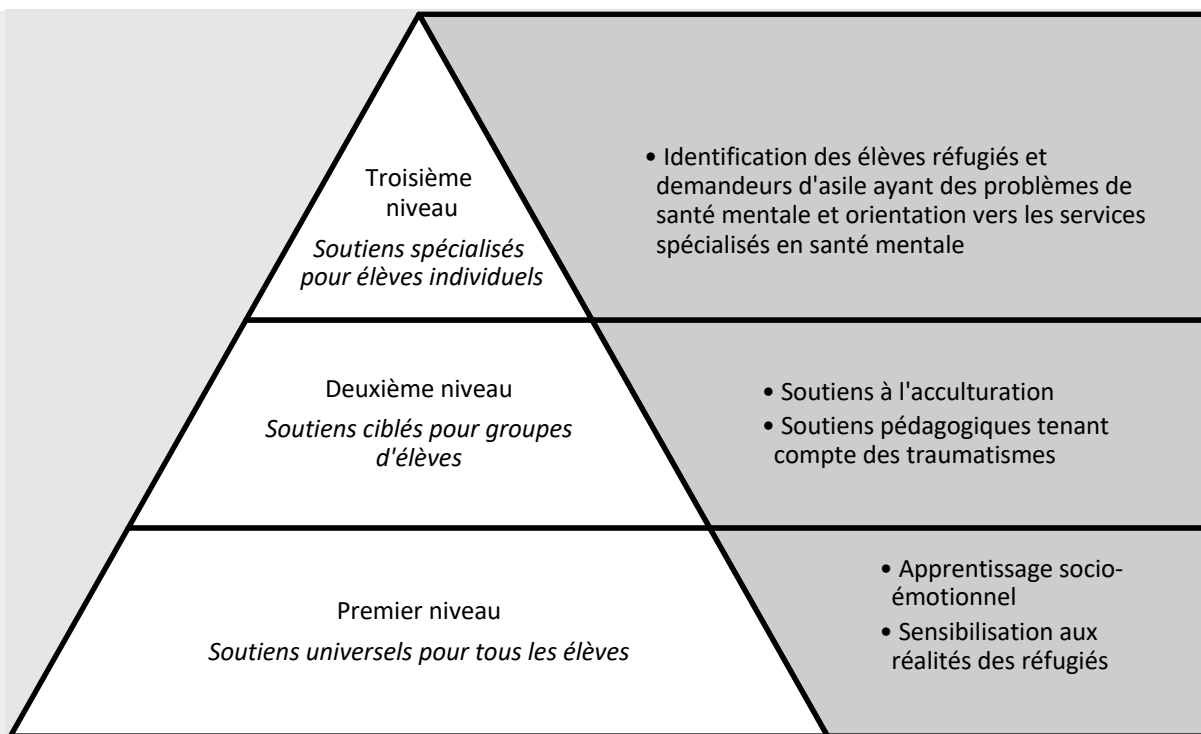 Troisième
niveau
Soutiens spécialisés
pour élèves individuels
• Identification des élèves réfugiés et
demandeurs d'asile ayant des problèmes de
santé mentale et orientation vers les services
spécialisés en santé mentale
Deuxième niveau
Soutiens ciblés pour groupes
d'élèves
• Soutiens à l'acculturation
• Soutiens pédagogiques tenant
compte des traumatismes
Premier niveau
Soutiens universels pour tous les élèves
• Apprentissage socio-
émotionnel
• Sensibilisation aux
réalités des réfugiés